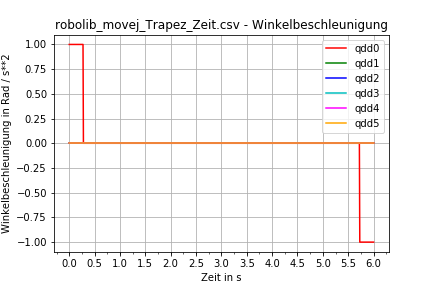 robolib_movej_Trapez_Zeit.csv - Winkelbeschleunigung
Winkelbeschleunigung in Rad / s**2
1.00
0.75
0.50
0.25
0.00
−0.25
−0.50
−0.75
−1.00
qdd0
qdd1
qdd2
qdd3
qdd4
qdd5
0.0 0.5 1.0 1.5 2.0 2.5 3.0 3.5 4.0 4.5 5.0 5.5 6.0
Zeit in s